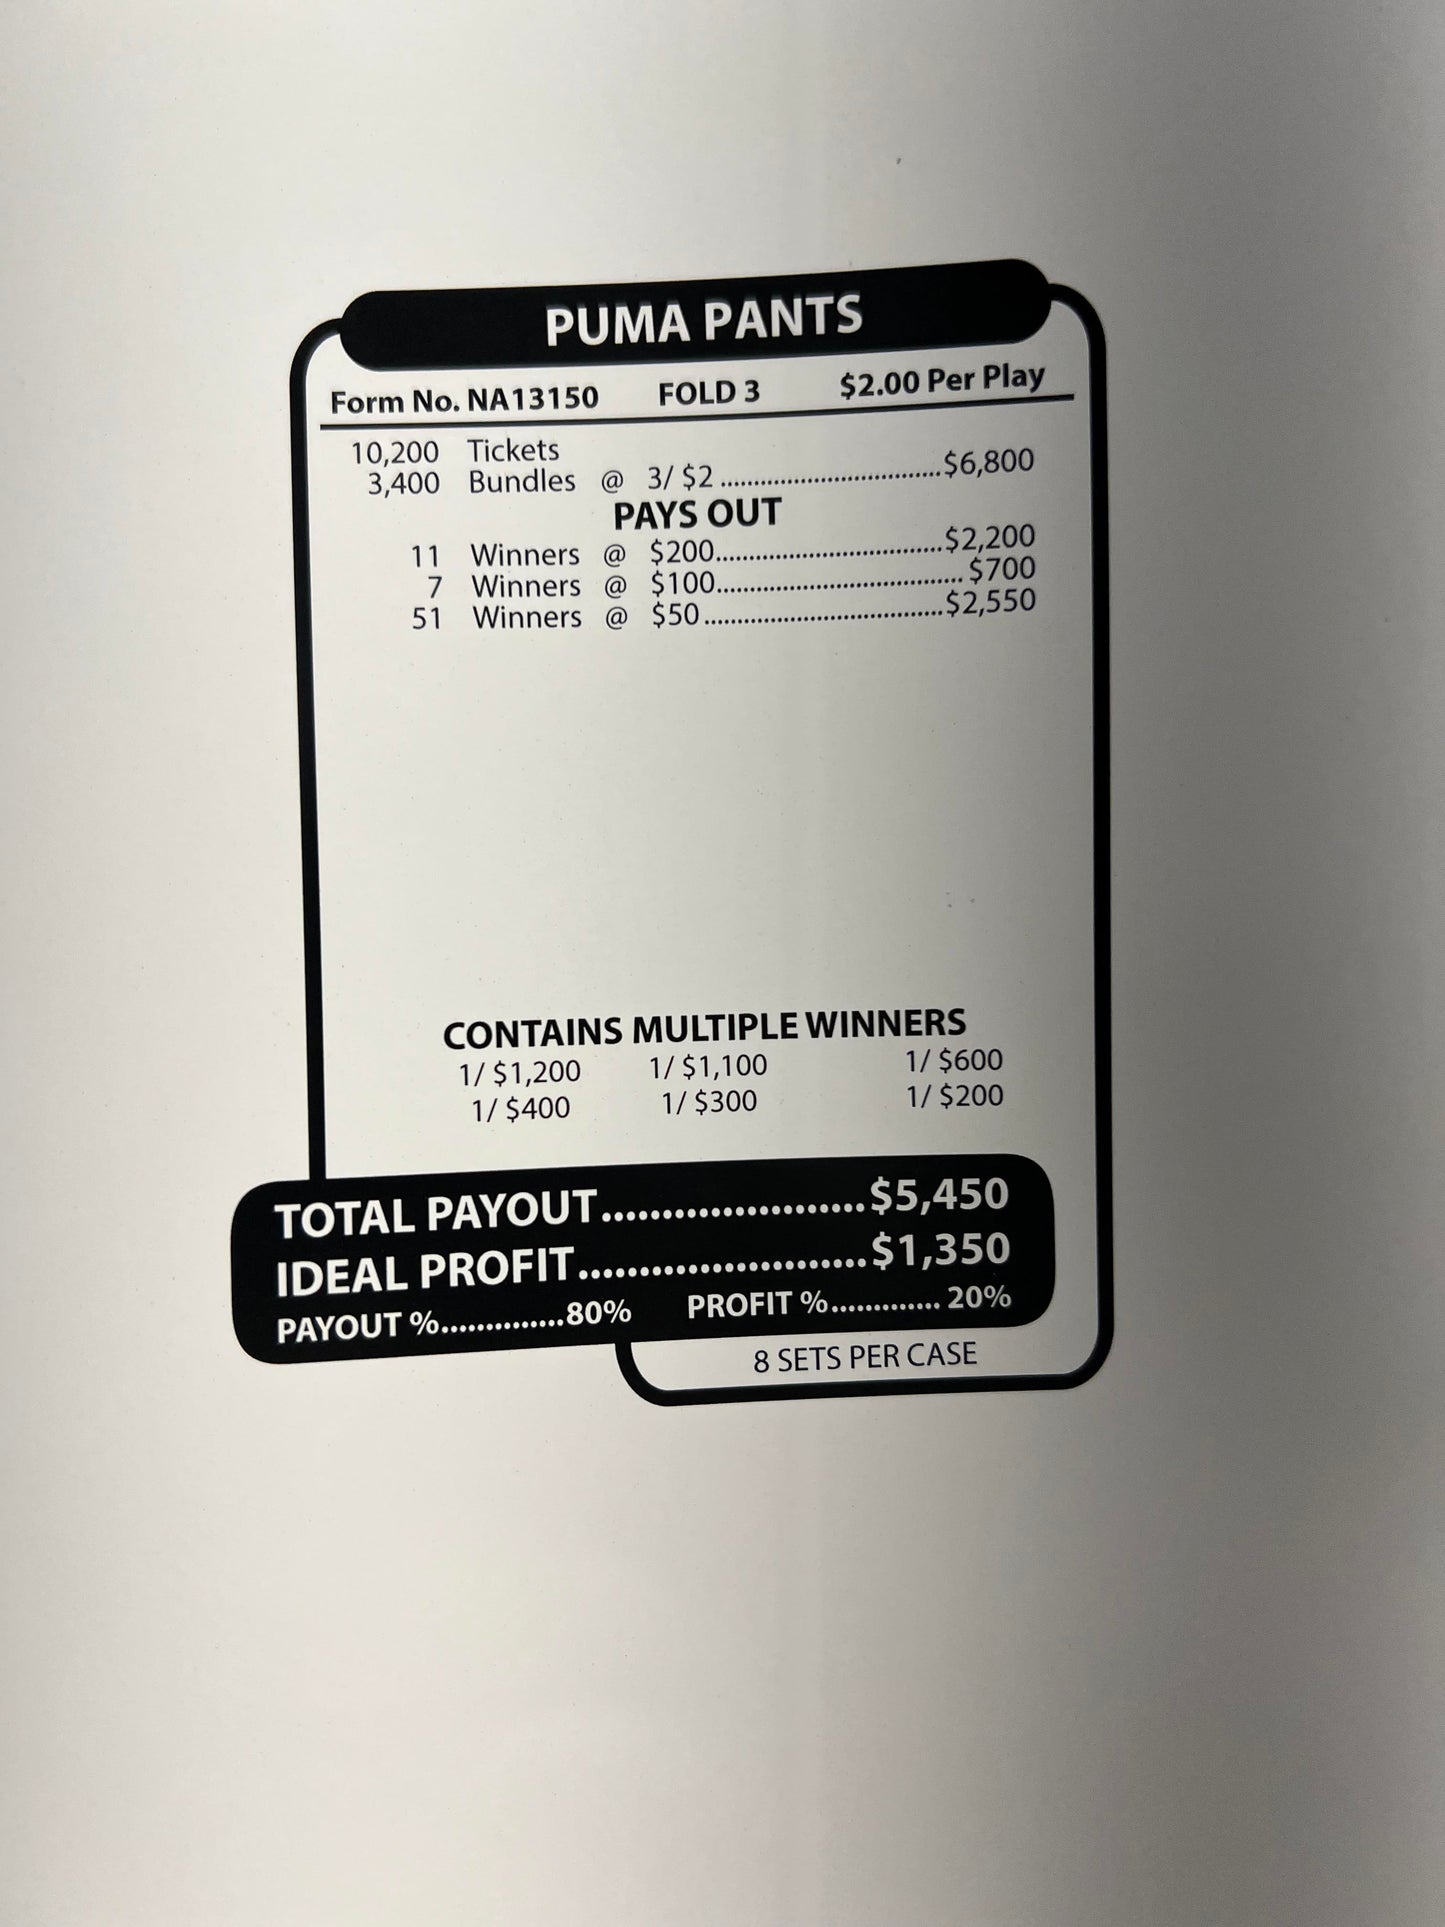 PUMA PANTS
Form No. NA13150 FOLD 3 $2.00 Per Play
10,200 Tickets
3,400 Bundles @ 3/ $2.................................$6,800
PAYS OUT
11 Winners @ $200..................................$2,200
7 Winners @ $100..................................... $700
51 Winners @ $50....................................$2,550
CONTAINS MULTIPLE WINNERS
1/ $1,200 1/ $1,100 1/ $600
1/ $400 1/ $300 1/ $200
TOTAL PAYOUT......................$5,450
IDEAL PROFIT........................$1,350
PAYOUT %..............80% PROFIT %............. 20%
8 SETS PER CASE